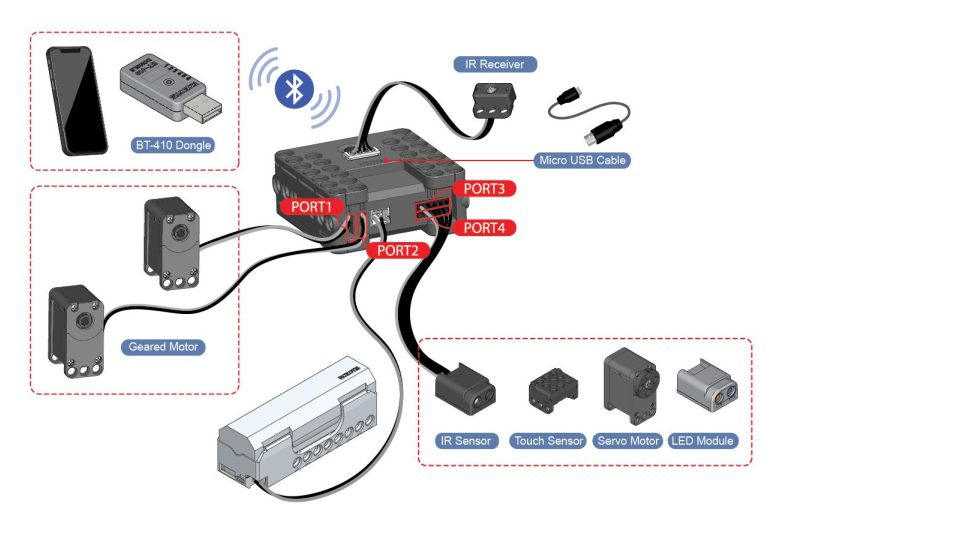 IR Receiver
BT-410 Dongle
Micro USB Cable
PORT3
PORT1
PORT4
PORT2
Geared Motor
IR Sensor
Touch Sensor
Servo Motor
LED Module